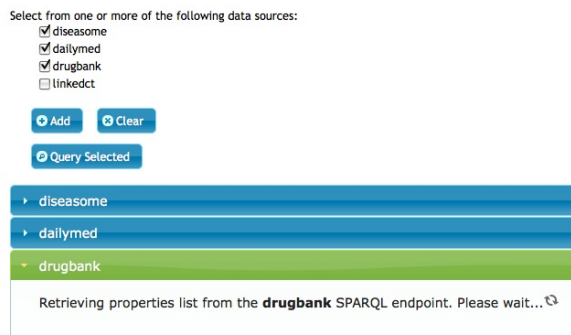 Select from one or more of the following data sources:
diseasome
dailymed
drugbank
linkedct
Add Clear
Query Selected
diseasome
dailymed
drugbank
Retrieving properties list from the drugbank SPARQL endpoint. Please wait...